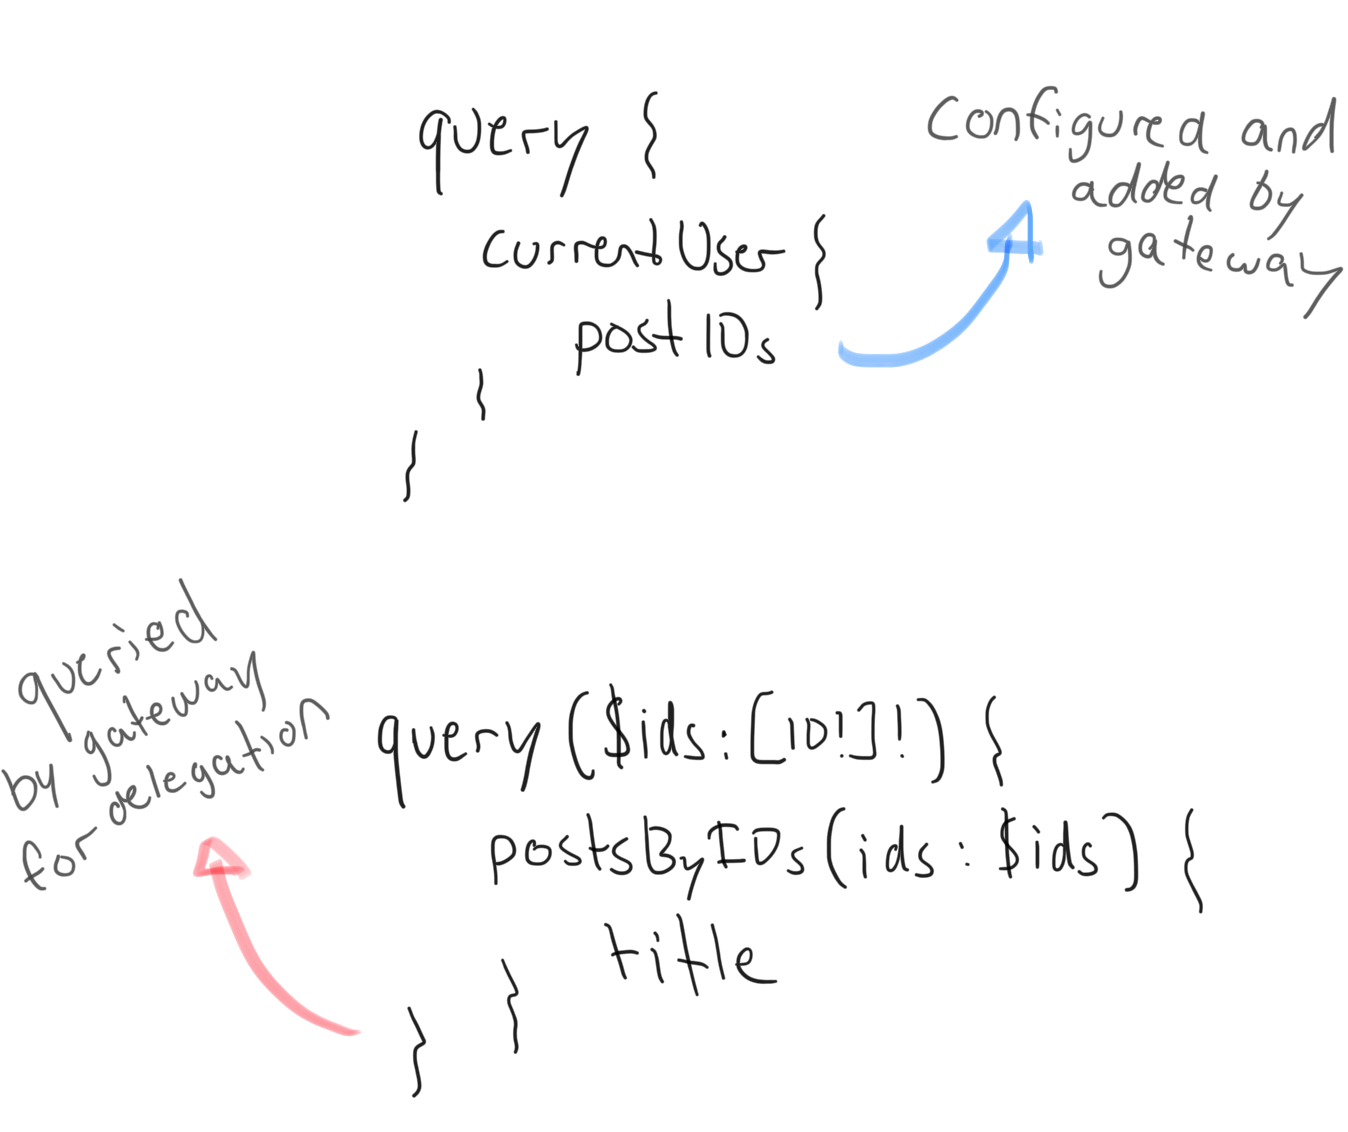 query {
currentUser {
postIDs
}
}
configured and
added by
gateway
queried
by gateway
for delegation
query ($ids: [ID!]!) {
postsByIDs (ids: $ids) {
title
}
}